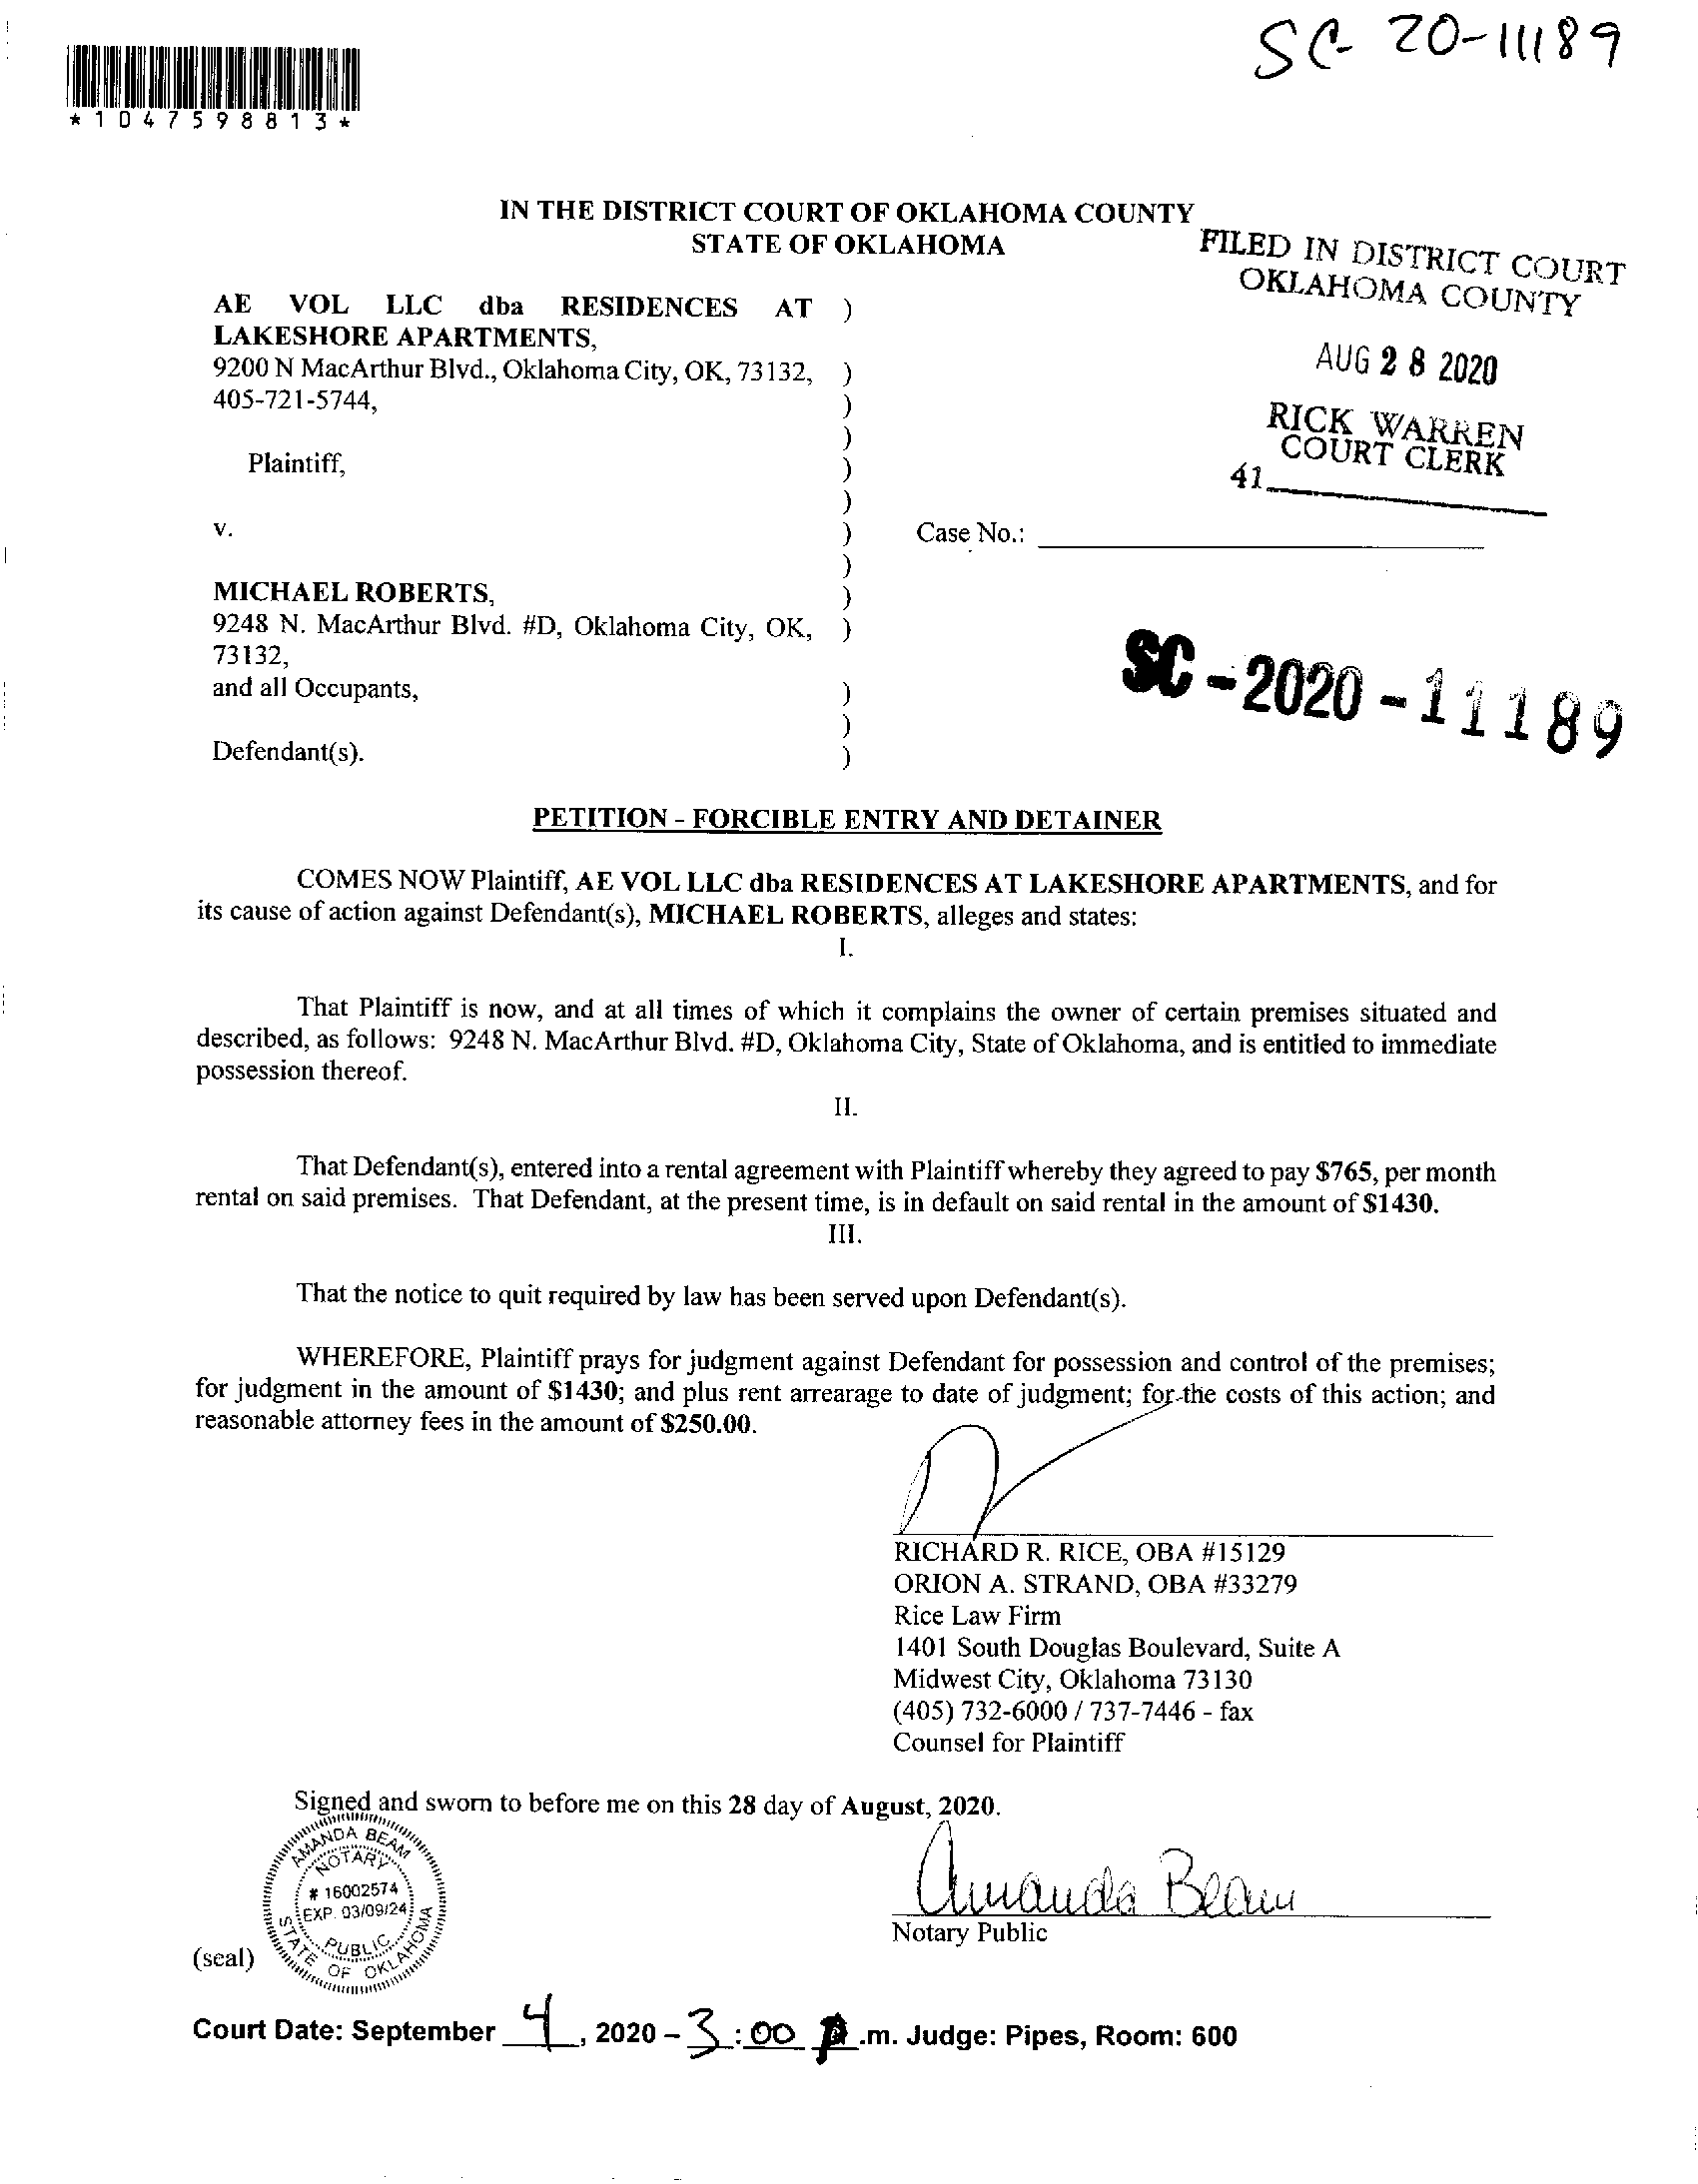 SC- 20-11189
*1047598813*
IN THE DISTRICT COURT OF OKLAHOMA COUNTY
STATE OF OKLAHOMA
FILED IN DISTRICT COURT
OKLAHOMA COUNTY
AUG 28 2020
RICK WARREN
COURT CLERK
41
AE VOL LLC dba RESIDENCES AT )
LAKESHORE APARTMENTS,
9200 N MacArthur Blvd., Oklahoma City, OK, 73132, )
405-721-5744, )
)
Plaintiff, )
)
v. ) Case No.:
)
MICHAEL ROBERTS, )
9248 N. MacArthur Blvd. #D, Oklahoma City, OK, )
73132,
and all Occupants, )
)
Defendant(s). )
SC-2020-11189
PETITION - FORCIBLE ENTRY AND DETAINER
COMES NOW Plaintiff, AE VOL LLC dba RESIDENCES AT LAKESHORE APARTMENTS, and for
its cause of action against Defendant(s), MICHAEL ROBERTS, alleges and states:
I.
That Plaintiff is now, and at all times of which it complains the owner of certain premises situated and
described, as follows: 9248 N. MacArthur Blvd. #D, Oklahoma City, State of Oklahoma, and is entitled to immediate
possession thereof.
II.
That Defendant(s), entered into a rental agreement with Plaintiff whereby they agreed to pay $765, per month
rental on said premises. That Defendant, at the present time, is in default on said rental in the amount of $1430.
III.
That the notice to quit required by law has been served upon Defendant(s).
WHEREFORE, Plaintiff prays for judgment against Defendant for possession and control of the premises;
for judgment in the amount of $1430; and plus rent arrearage to date of judgment; for the costs of this action; and
reasonable attorney fees in the amount of $250.00.
RICHARD R. RICE, OBA #15129
ORION A. STRAND, OBA #33279
Rice Law Firm
1401 South Douglas Boulevard, Suite A
Midwest City, Oklahoma 73130
(405) 732-6000 / 737-7446 - fax
Counsel for Plaintiff
Signed and sworn to before me on this 28 day of August, 2020.
AMANDA BEAM
NOTARY
# 16002574
EXP. 03/09/24
PUBLIC
STATE OF OKLAHOMA
Amanda Beam
Notary Public
(seal)
Court Date: September 4, 2020 - 3:00 p.m. Judge: Pipes, Room: 600